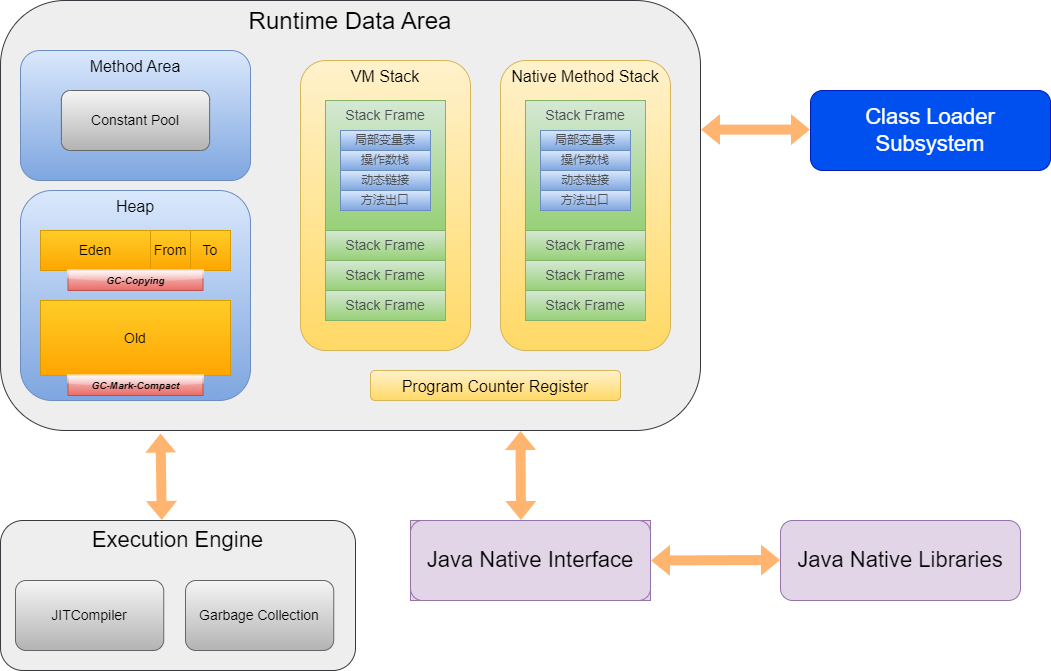 Runtime Data Area
Method Area
Constant Pool
Heap
Eden
From
To
GC-Copying
Old
GC-Mark-Compact
VM Stack
Stack Frame
局部变量表
操作数栈
动态链接
方法出口
Stack Frame
Stack Frame
Stack Frame
Native Method Stack
Stack Frame
局部变量表
操作数栈
动态链接
方法出口
Stack Frame
Stack Frame
Stack Frame
Program Counter Register
Class Loader
Subsystem
Execution Engine
JITCompiler
Garbage Collection
Java Native Interface
Java Native Libraries